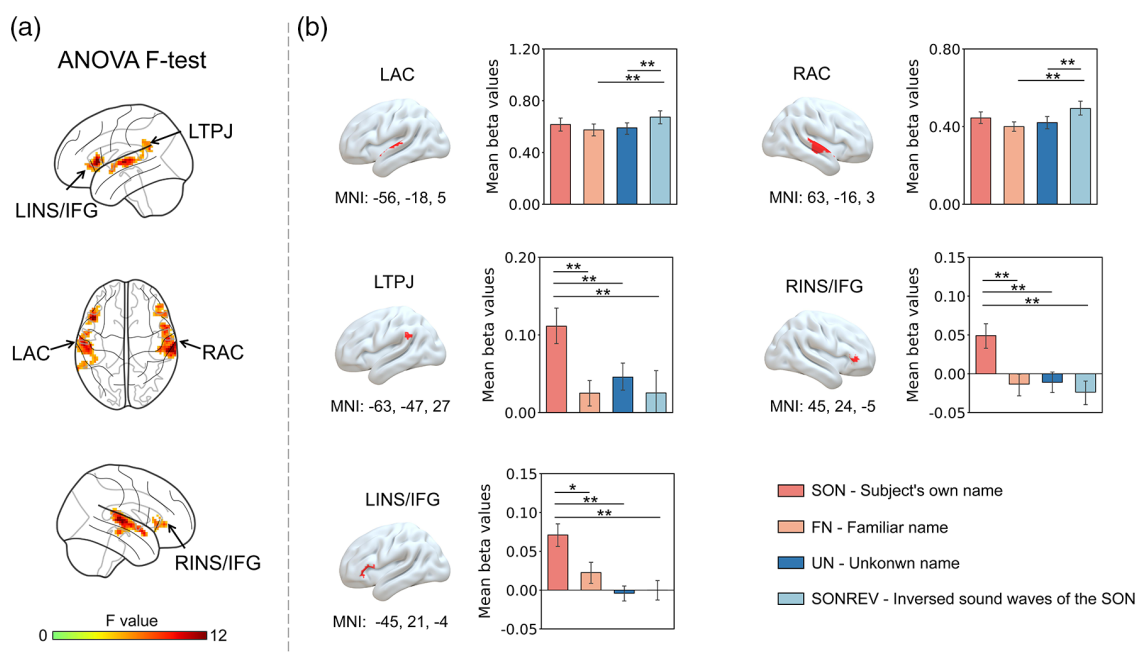 (a)
ANOVA F-test
LTPJ
LINS/IFG
LAC
RAC
RINS/IFG
F value
0
12
(b)
LAC
MNI: -56, -18, 5
Mean beta values
1.20
0.80
0.40
0.00
**
**
RAC
MNI: 63, -16, 3
Mean beta values
0.80
0.40
0.00
**
**
LTPJ
MNI: -63, -47, 27
Mean beta values
0.20
0.10
0.00
**
**
**
RINS/IFG
MNI: 45, 24, -5
Mean beta values
0.15
0.10
0.05
0.00
-0.05
**
**
**
LINS/IFG
MNI: -45, 21, -4
Mean beta values
0.15
0.10
0.05
0.00
-0.05
*
**
**
SON - Subject's own name
FN - Familiar name
UN - Unkonwn name
SONREV - Inversed sound waves of the SON